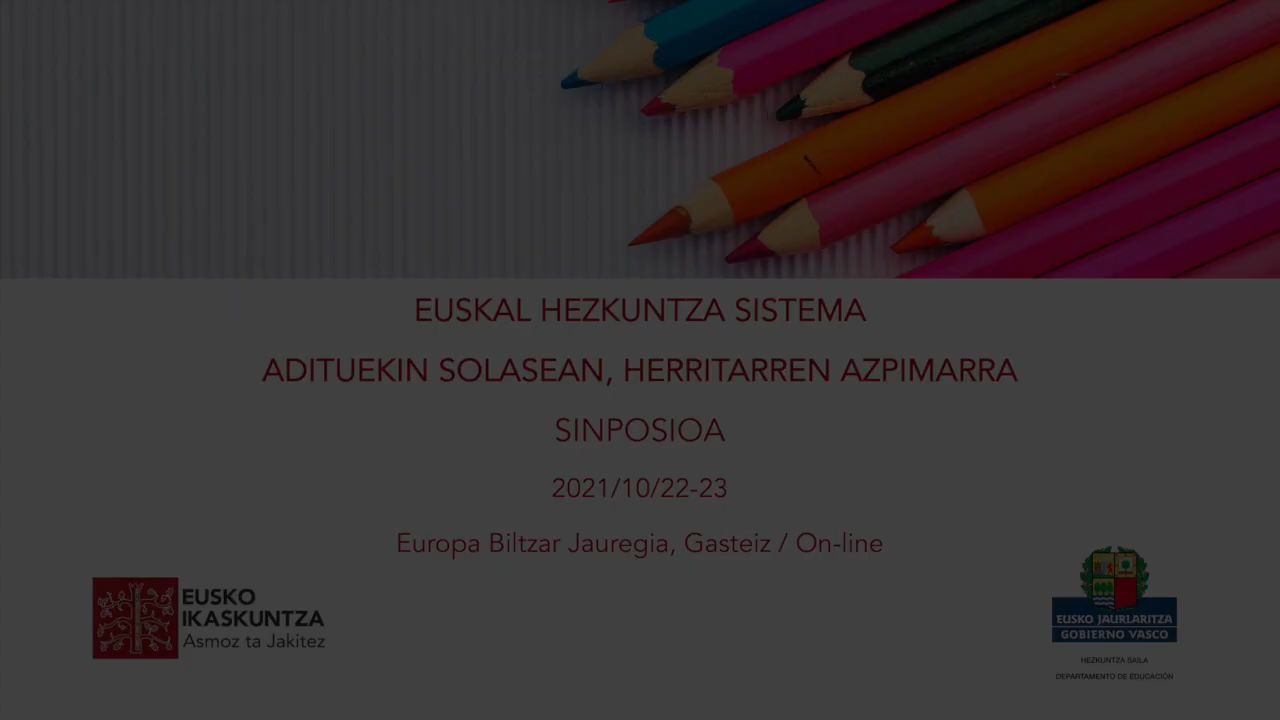 EUSKAL HEZKUNTZA SISTEMA
ADITUEKIN SOLASEAN, HERRITARREN AZPIMARRA
SINPOSIOA
2021/10/22-23
Europa Biltzar Jauregia, Gasteiz / On-line
EUSKO
IKASKUNTZA
Asmoz ta Jakitez
EUSKO JAURLARITZA
GOBIERNO VASCO
HEZKUNTZA SAILA
DEPARTAMENTO DE EDUCACIÓN